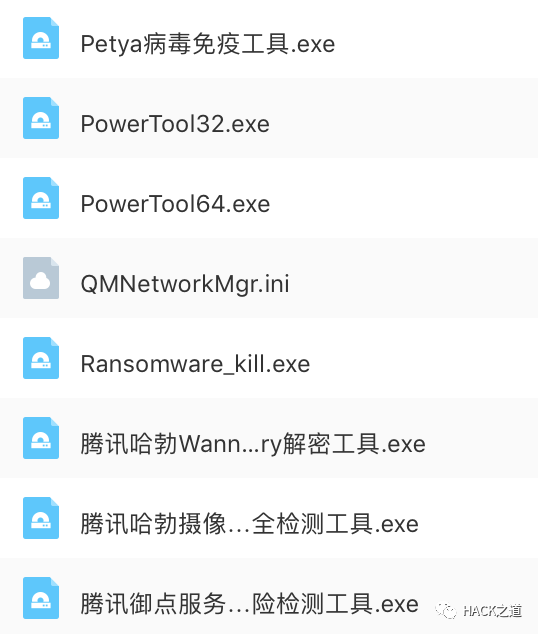 Petya病毒免疫工具.exe
PowerTool32.exe
PowerTool64.exe
QMNetworkMgr.ini
Ransomware_kill.exe
腾讯哈勃Wann...ry解密工具.exe
腾讯哈勃摄像...全检测工具.exe
腾讯御点服务...险检测工具.exe
HACK之道